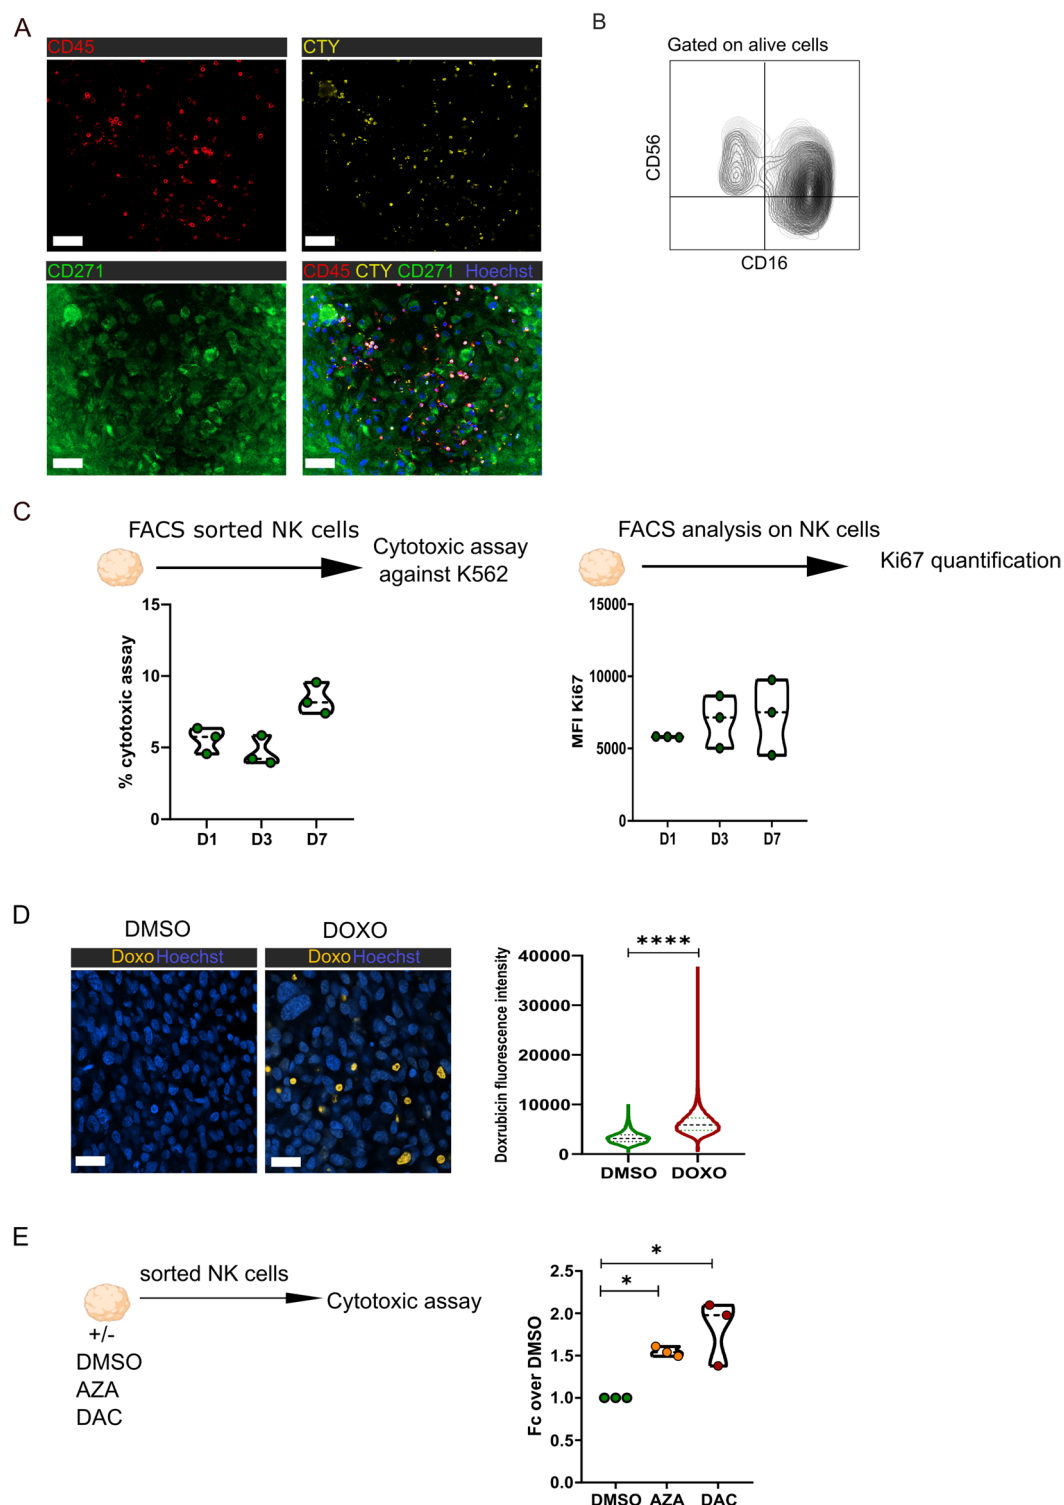 A
CD45
CTY
CD271
CD45 CTY CD271 Hoechst
B
Gated on alive cells
CD56
CD16
C
FACS sorted NK cells
Cytotoxic assay
against K562
% cytotoxic assay
15
10
5
0
D1 D3 D7
FACS analysis on NK cells
Ki67 quantification
MFI Ki67
15000
10000
5000
0
D1 D3 D7
D
DMSO
DoxoHoechst
DOXO
DoxoHoechst
Doxrubicin fluorescence intensity
****
40000
30000
20000
10000
0
DMSO DOXO
E
sorted NK cells
Cytotoxic assay
+/-
DMSO
AZA
DAC
Fc over DMSO
*
*
2.5
2.0
1.5
1.0
0.5
0.0
DMSO AZA DAC